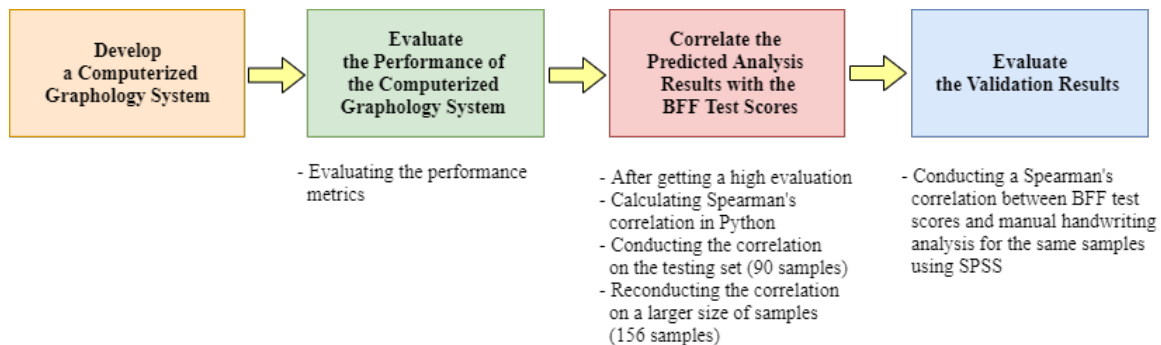 Develop
a Computerized
Graphology System
Evaluate
the Performance of
the Computerized
Graphology System
Correlate the
Predicted Analysis
Results with the
BFF Test Scores
Evaluate
the Validation Results
- Evaluating the performance
metrics
- After getting a high evaluation
- Calculating Spearman's
correlation in Python
- Conducting the correlation
on the testing set (90 samples)
- Reconducting the correlation
on a larger size of samples
(156 samples)
- Conducting a Spearman's
correlation between BFF test
scores and manual handwriting
analysis for the same samples
using SPSS